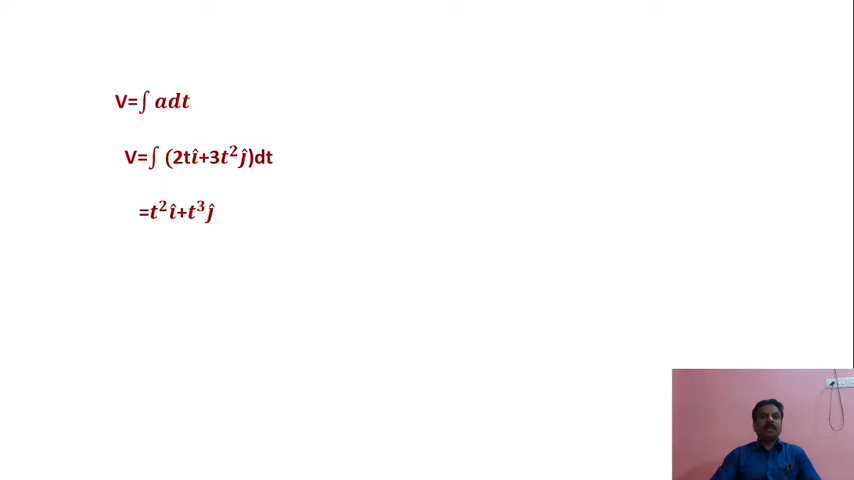 V=∫ adt
V=∫ (2tî+3t²ĵ)dt
=t²î+t³ĵ